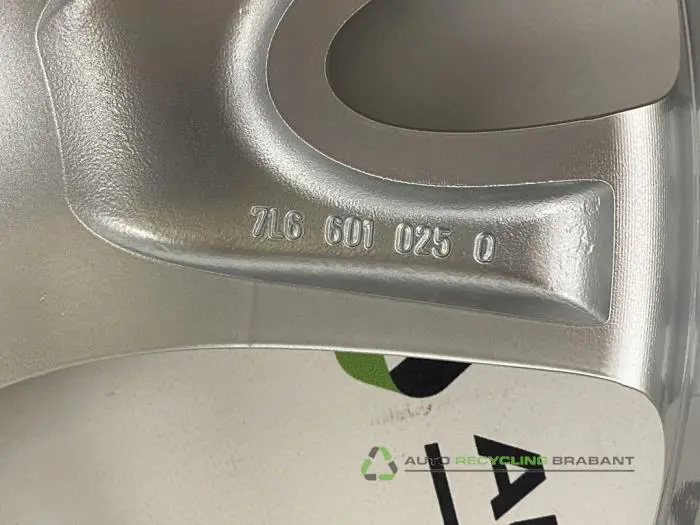 7L6 601 025 Q
AUTO RECYCLING BRABANT